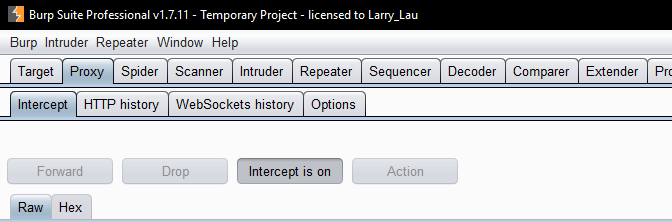 Burp Suite Professional v1.7.11 - Temporary Project - licensed to Larry_Lau
Burp Intruder Repeater Window Help
Target Proxy Spider Scanner Intruder Repeater Sequencer Decoder Comparer Extender Pro
Intercept HTTP history WebSockets history Options
Forward Drop Intercept is on Action
Raw Hex